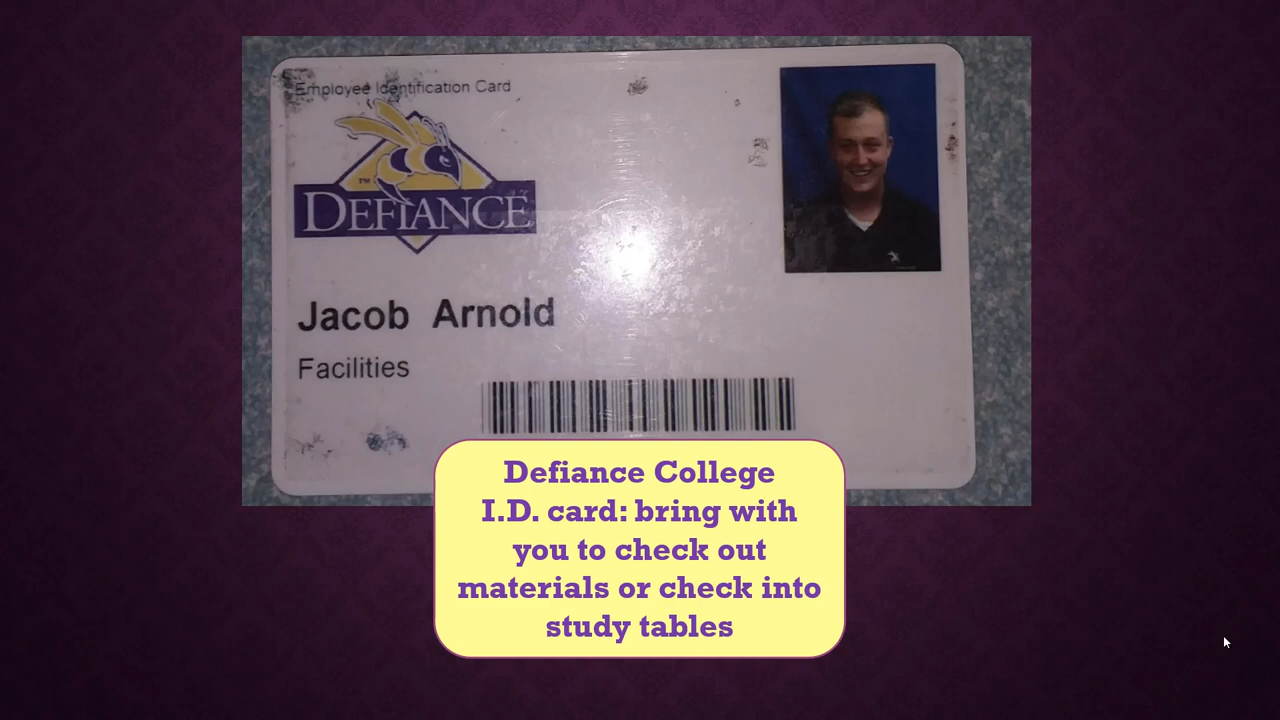 Employee Identification Card
TM
DEFIANCE
Jacob Arnold
Facilities
Defiance College
I.D. card: bring with
you to check out
materials or check into
study tables